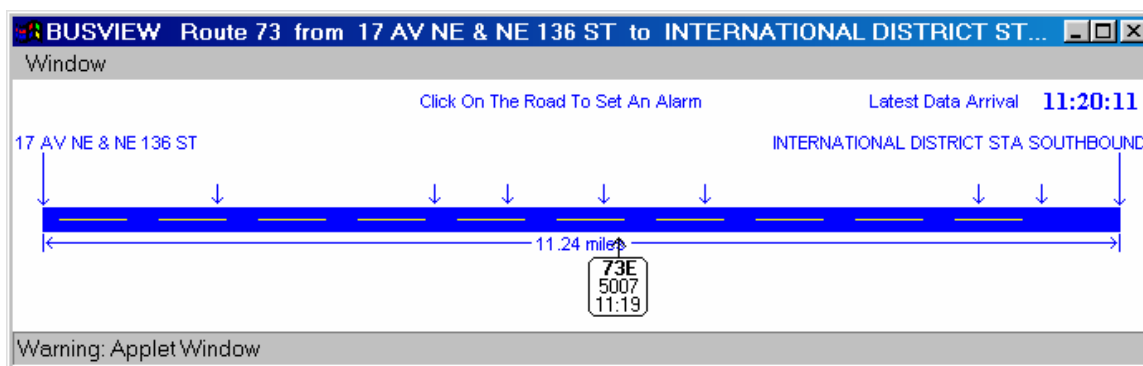 BUSVIEW Route 73 from 17 AV NE & NE 136 ST to INTERNATIONAL DISTRICT ST...
Window
Click On The Road To Set An Alarm Latest Data Arrival 11:20:11
17 AV NE & NE 136 ST INTERNATIONAL DISTRICT STA SOUTHBOUND
11.24 miles
73E
5007
11:19
Warning: Applet Window